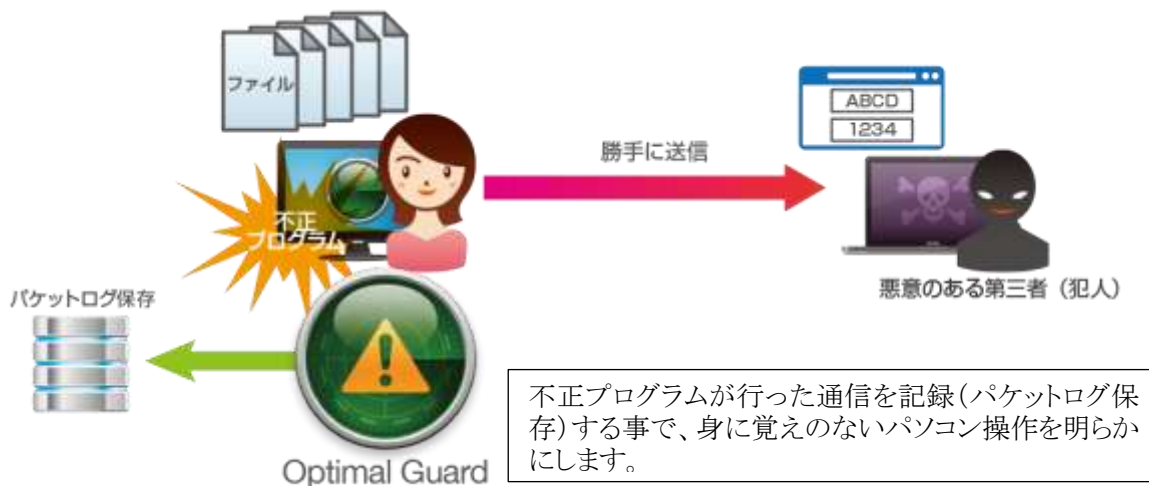 ファイル
ABCD
1234
勝手に送信
不正
プログラム
悪意のある第三者（犯人）
パケットログ保存
Optimal Guard
不正プログラムが行った通信を記録（パケットログ保
存）する事で、身に覚えのないパソコン操作を明らか
にします。